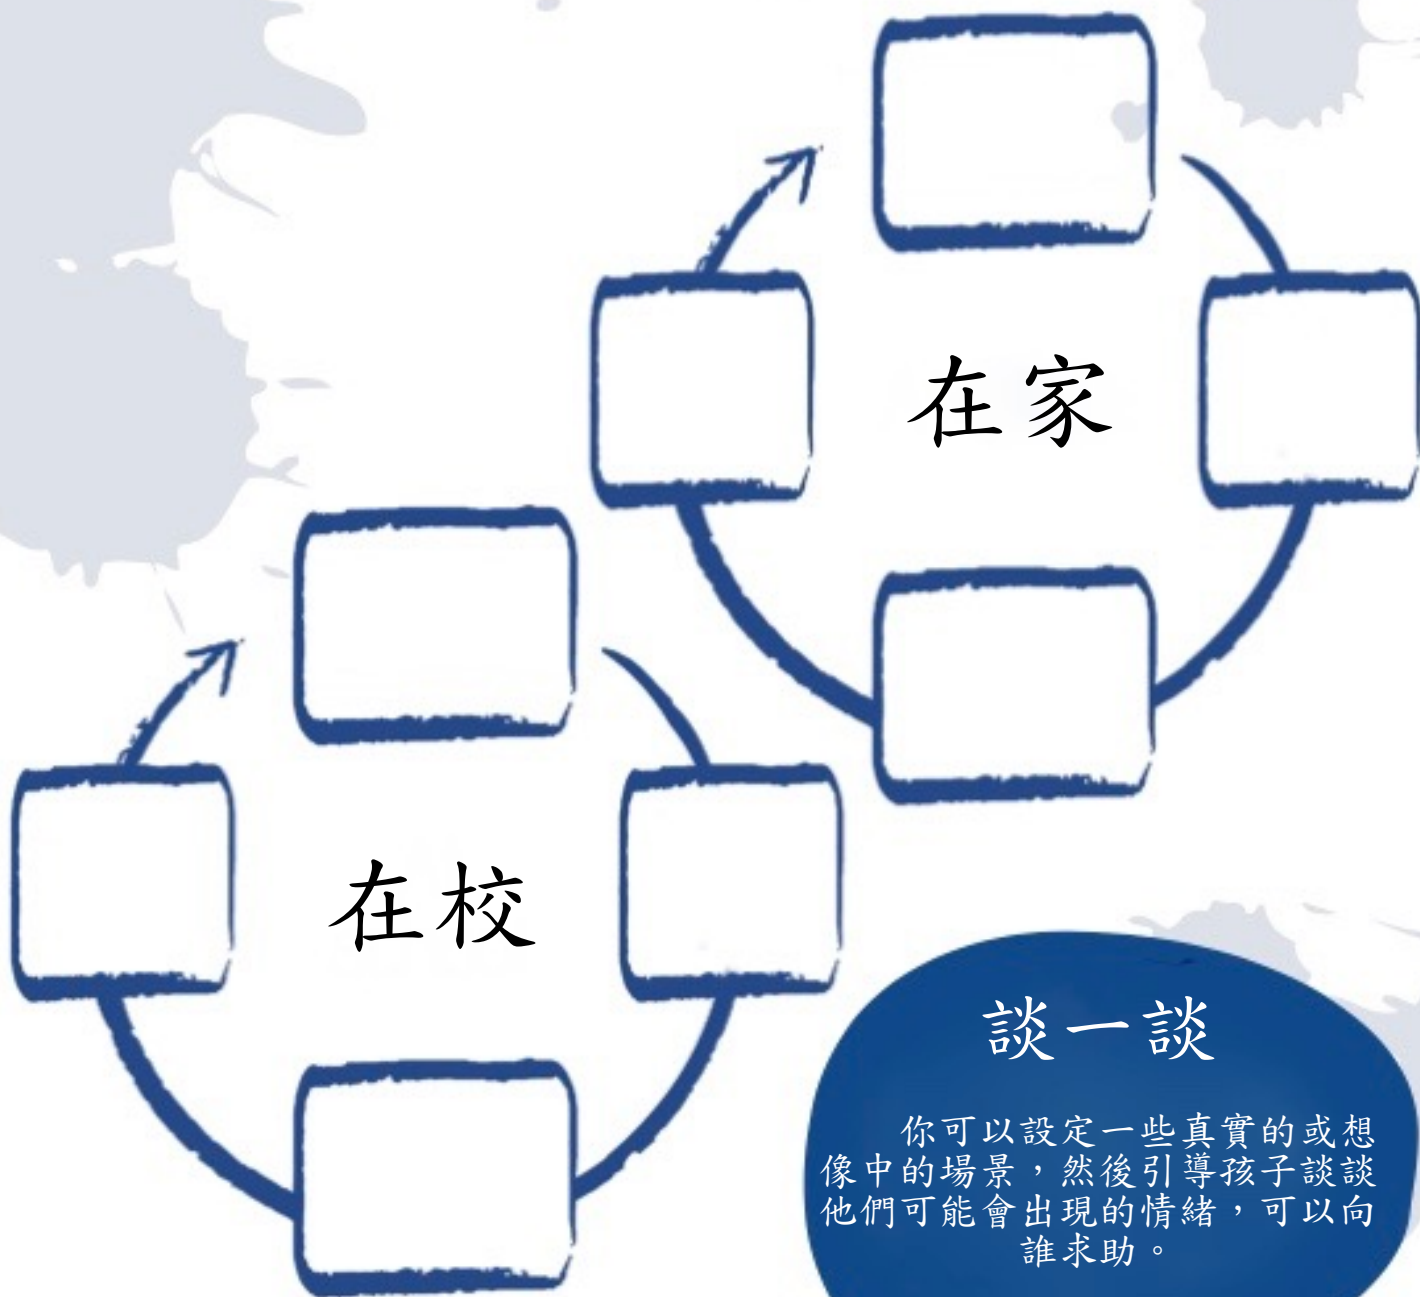 在家
在校
談一談
你可以設定一些真實的或想
像中的場景，然後引導孩子談談
他們可能會出現的情緒，可以向
誰求助。